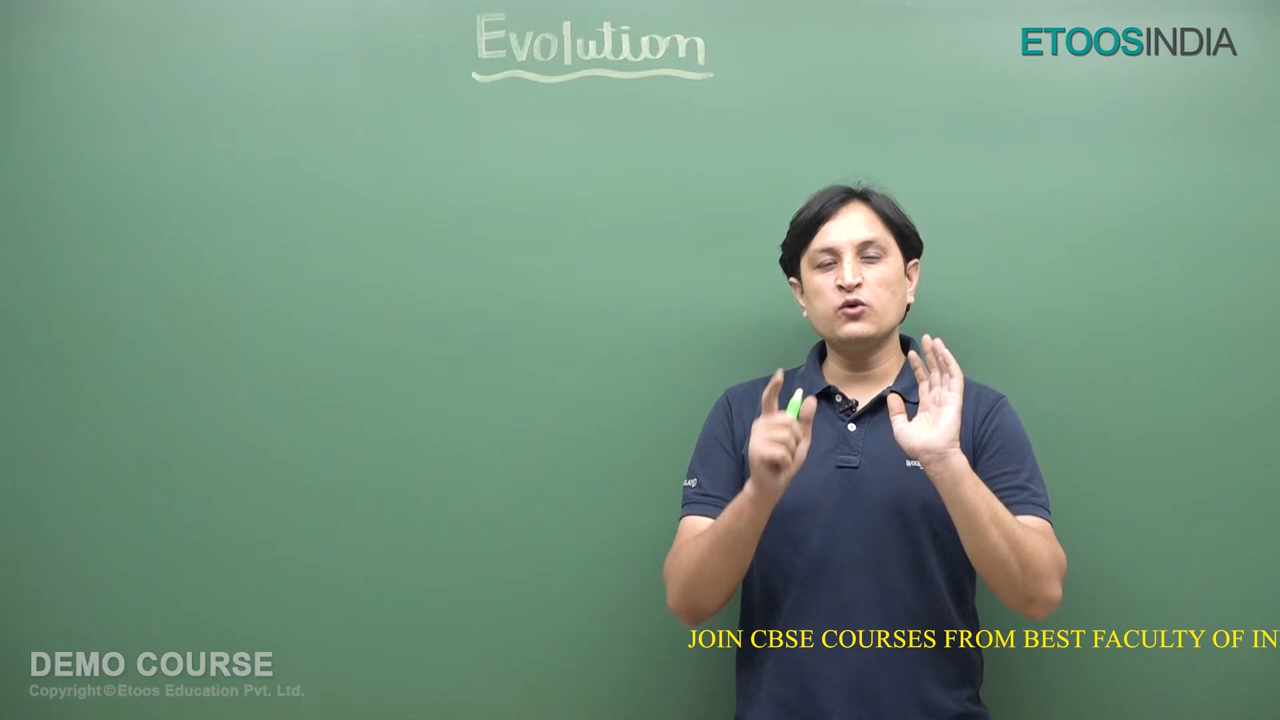 Evolution
ETOOSINDIA
JOIN CBSE COURSES FROM BEST FACULTY OF IN
DEMO COURSE
Copyright © Etoos Education Pvt. Ltd.